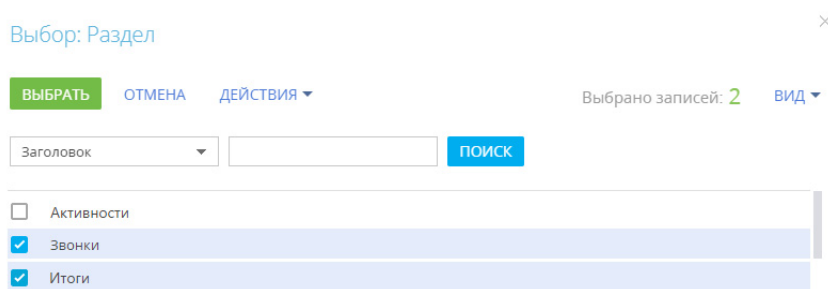 Выбор: Раздел
ВЫБРАТЬ ОТМЕНА ДЕЙСТВИЯ Выбрано записей: 2 ВИД
Заголовок ПОИСК
Активности
Звонки
Итоги